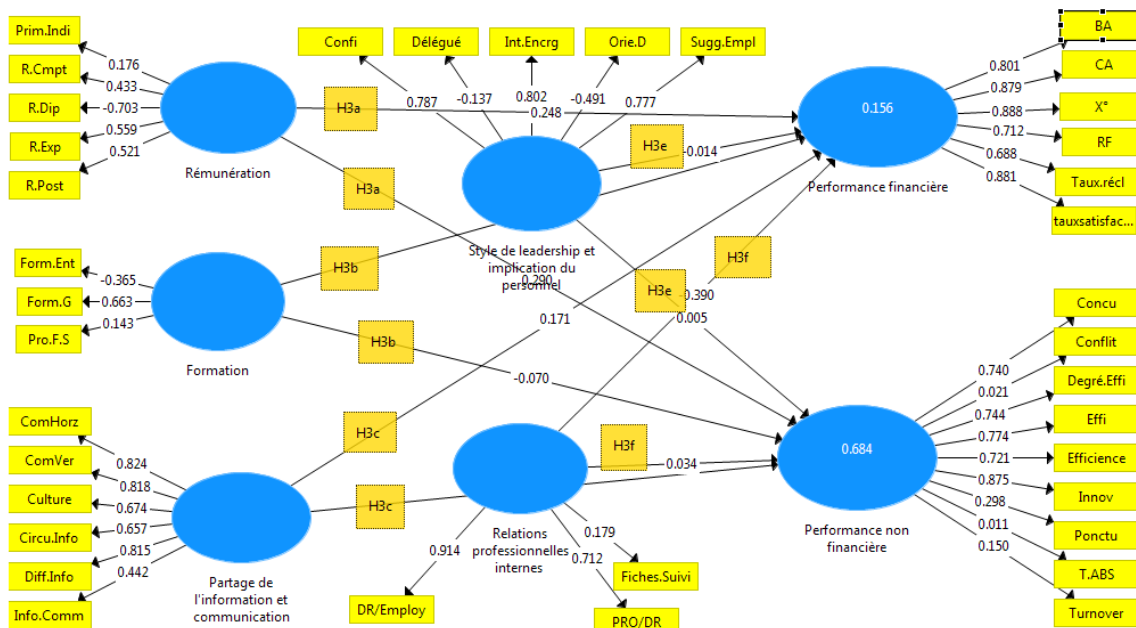 Prim.Indi
R.Cmpt
R.Dip
R.Exp
R.Post
0.176
0.433
-0.703
0.559
0.521
Rémunération
Confi
Délégué
Int.Encrg
Orie.D
Sugg.Empl
0.787
-0.137
0.802
-0.491
0.777
Style de leadership et
implication du
personnel
H3a
0.248
H3a
0.290
H3e
-0.014
H3e
0.005
BA
CA
X°
RF
Taux.récl
tauxsatisfac...
0.801
0.879
0.888
0.712
0.688
0.881
0.156
Performance financière
Form.Ent
Form.G
Pro.F.S
-0.365
0.663
0.143
Formation
H3b
H3b
-0.070
H3f
-0.390
H3c
0.171
ComHorz
ComVer
Culture
Circu.Info
Diff.Info
Info.Comm
0.824
0.818
0.674
0.657
0.815
0.442
Partage de
l'information et
communication
H3c
H3f
0.034
Relations
professionnelles
internes
0.914
0.712
0.179
DR/Employ
PRO/DR
Fiches.Suivi
0.684
Performance non
financière
0.740
0.021
0.744
0.774
0.721
0.875
0.298
0.011
0.150
Concu
Conflit
Degré.Effi
Effi
Efficience
Innov
Ponctu
T.ABS
Turnover